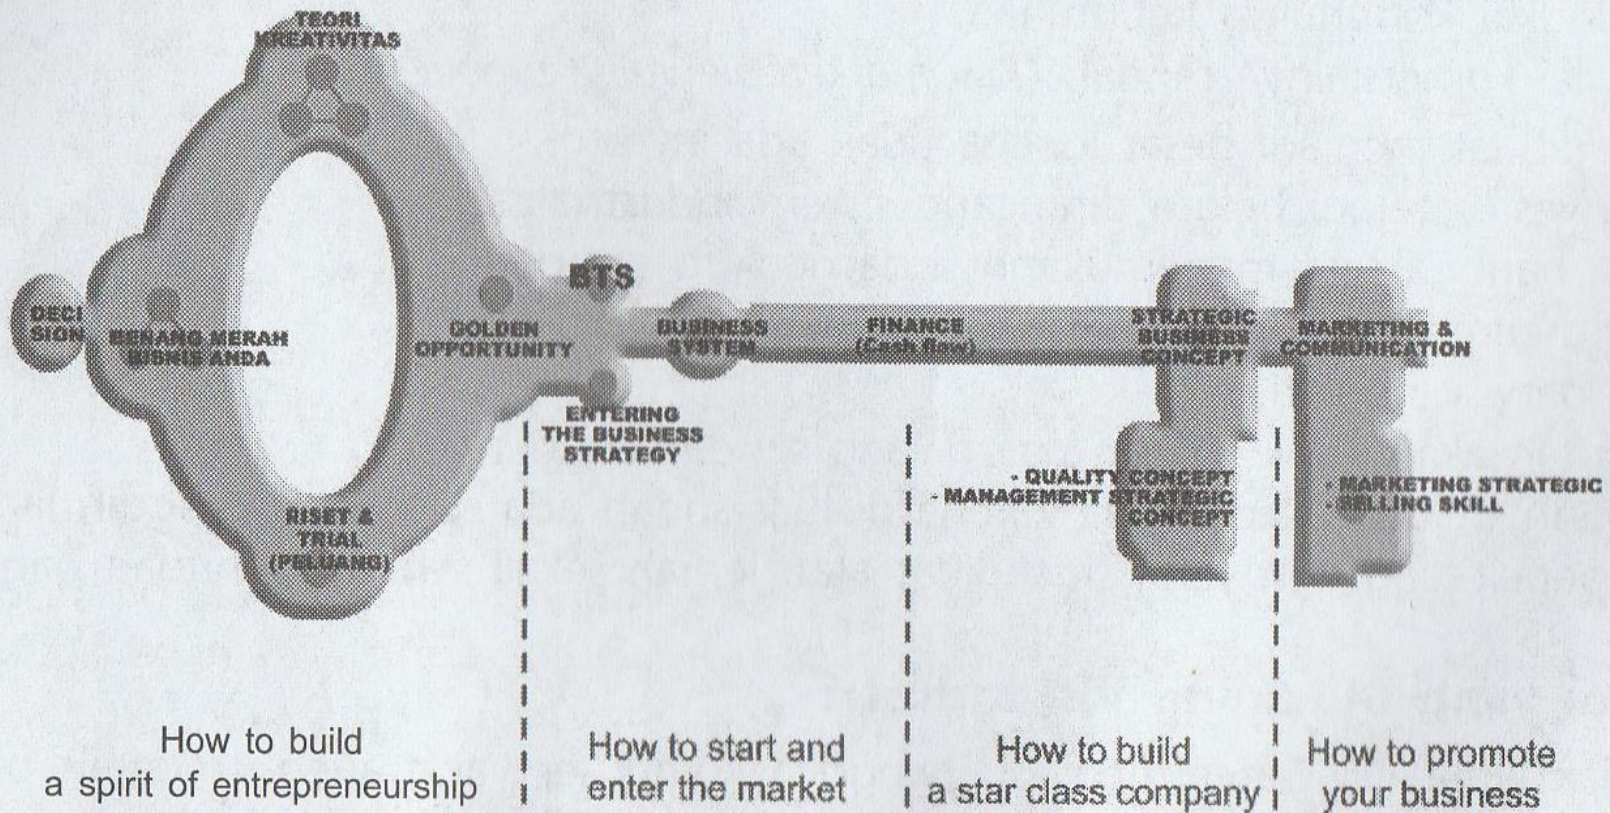 TEORI
KREATIVITAS
DECI
SION
BENANG MERAH
BISNIS ANDA
GOLDEN
OPPORTUNITY
RISET &
TRIAL
(PELUANG)
BTS
ENTERING
THE BUSINESS
STRATEGY
BUSINESS
SYSTEM
FINANCE
(Cash flow)
STRATEGIC
BUSINESS
CONCEPT
- QUALITY CONCEPT
- MANAGEMENT STRATEGIC
CONCEPT
MARKETING &
COMMUNICATION
- MARKETING STRATEGIC
- SELLING SKILL
How to build
a spirit of entrepreneurship
How to start and
enter the market
How to build
a star class company
How to promote
your business